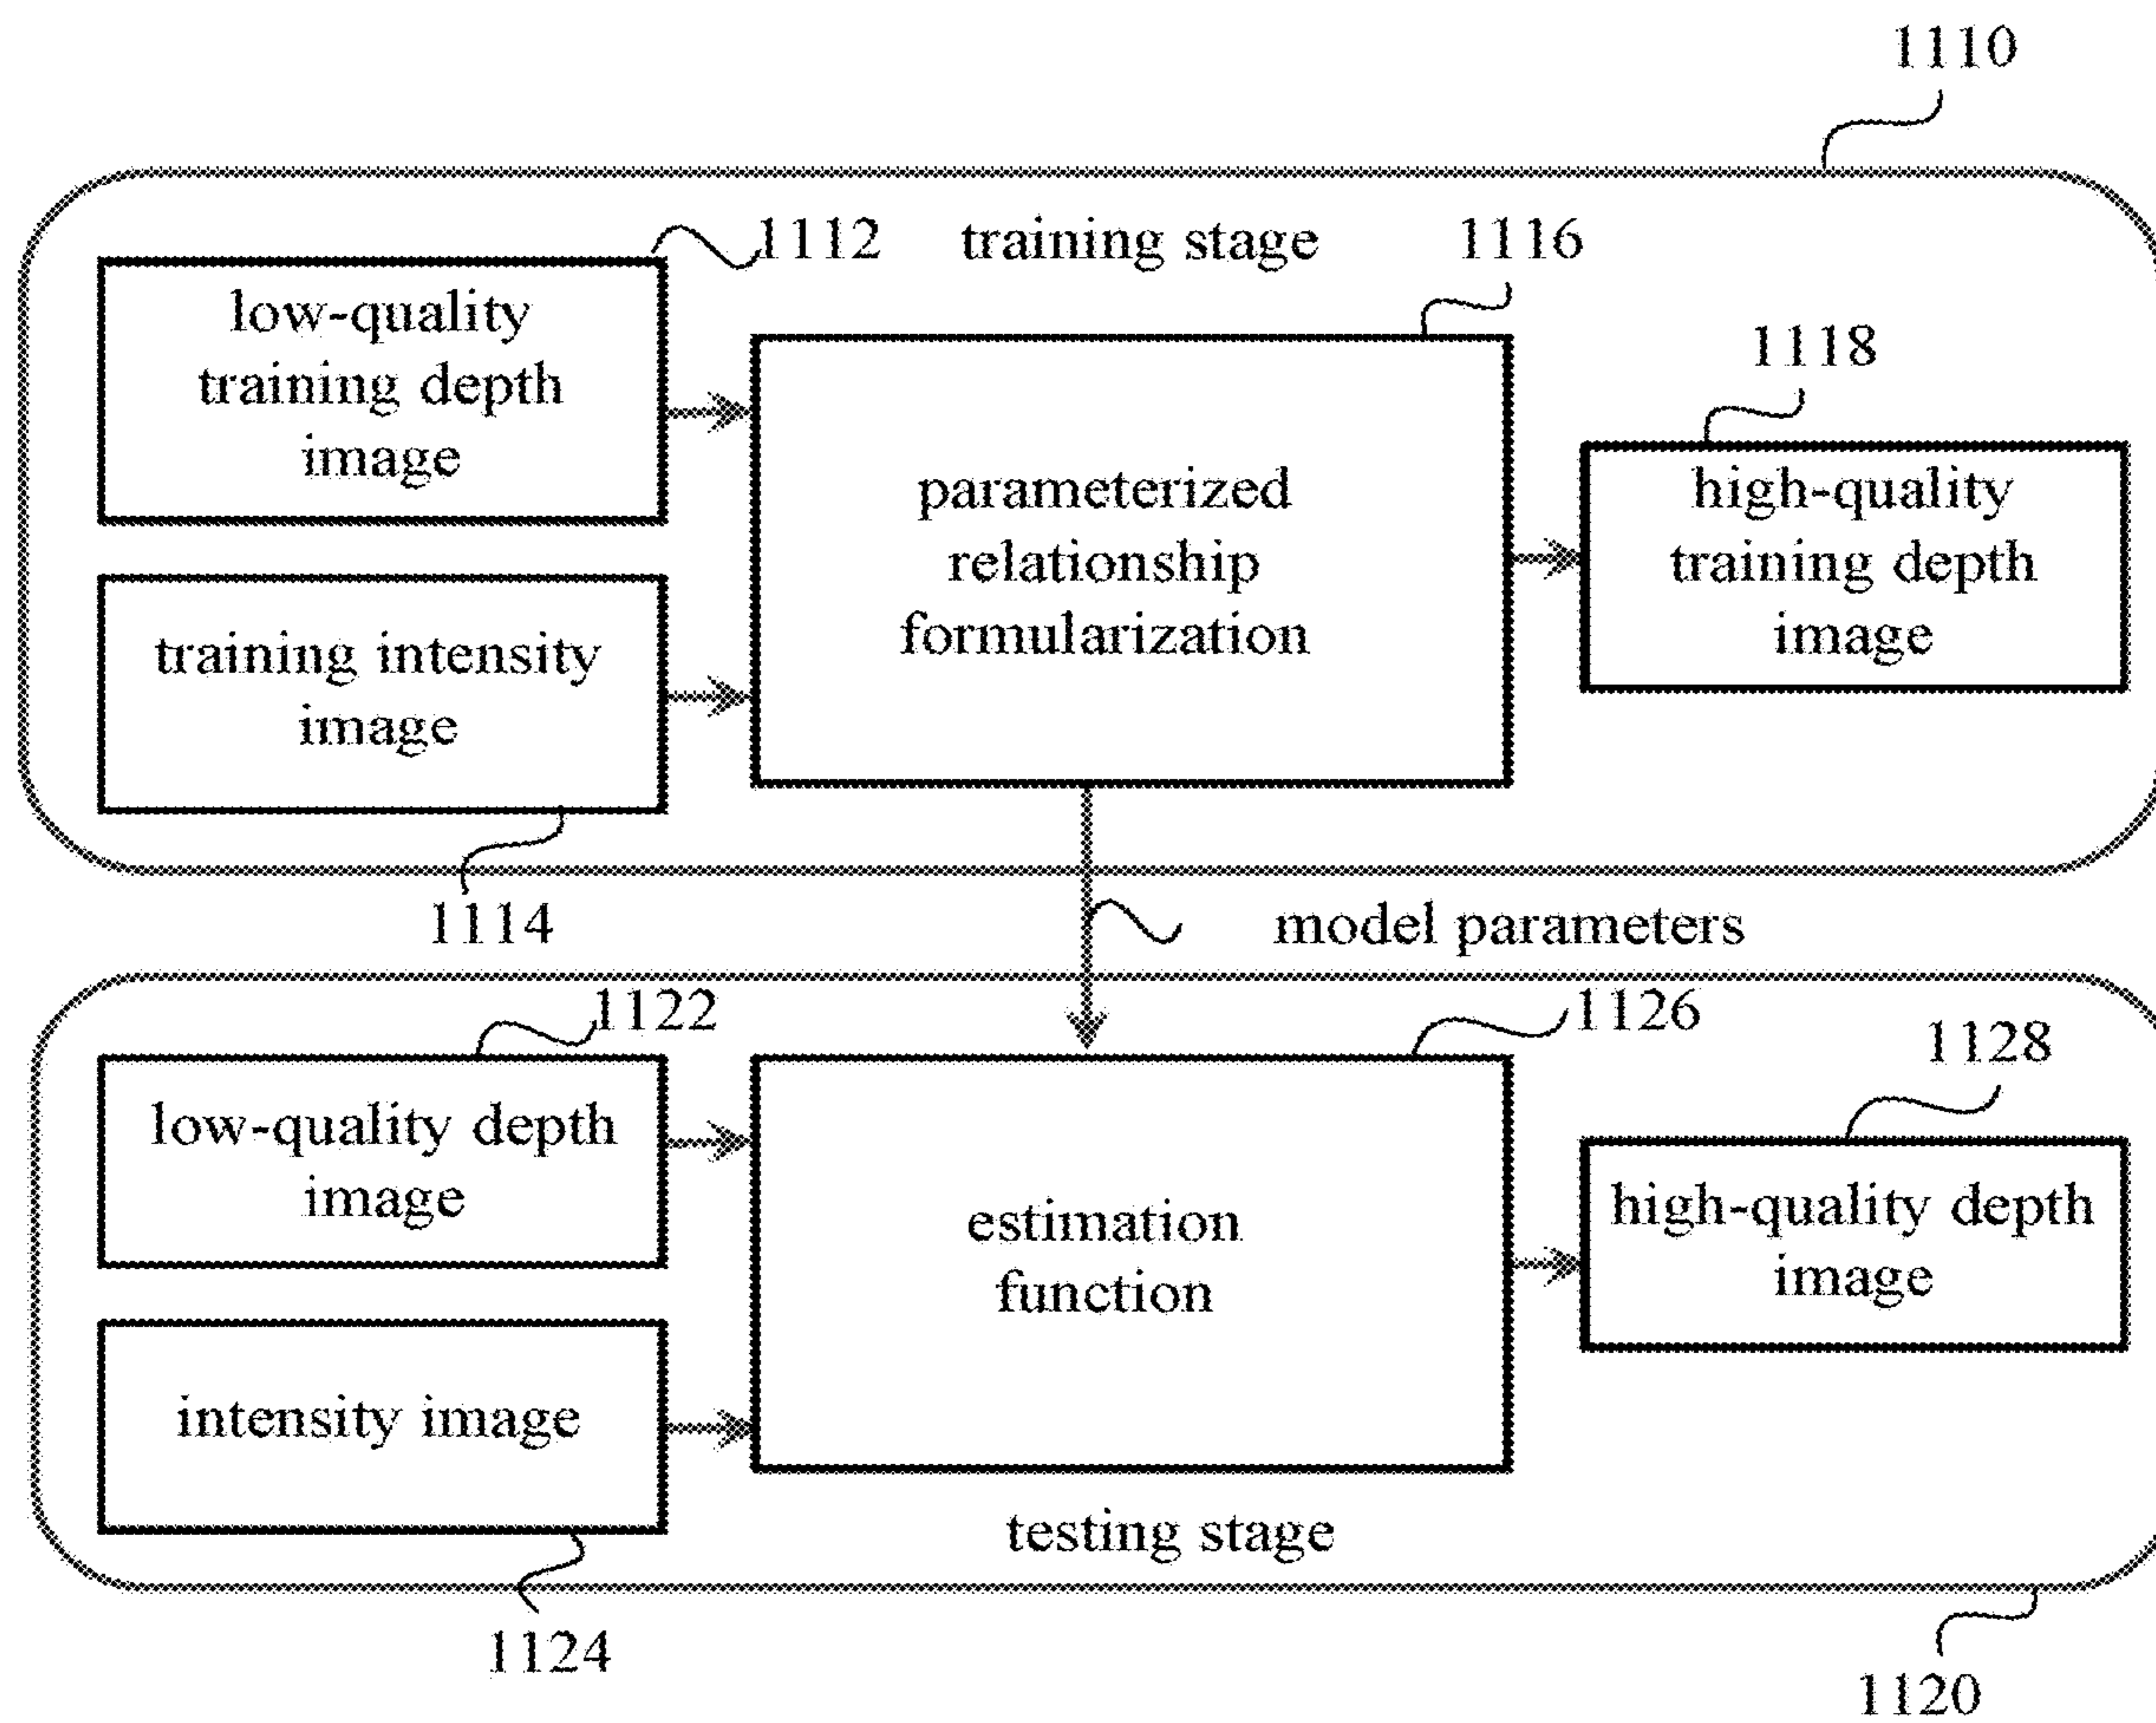 1110
1112
training stage
1116
low-quality
training depth
image
1118
parameterized
relationship
formularization
high-quality
training depth
image
training intensity
image
1114
model parameters
1122
1126
1128
low-quality depth
image
estimation
function
high-quality depth
image
intensity image
testing stage
1124
1120